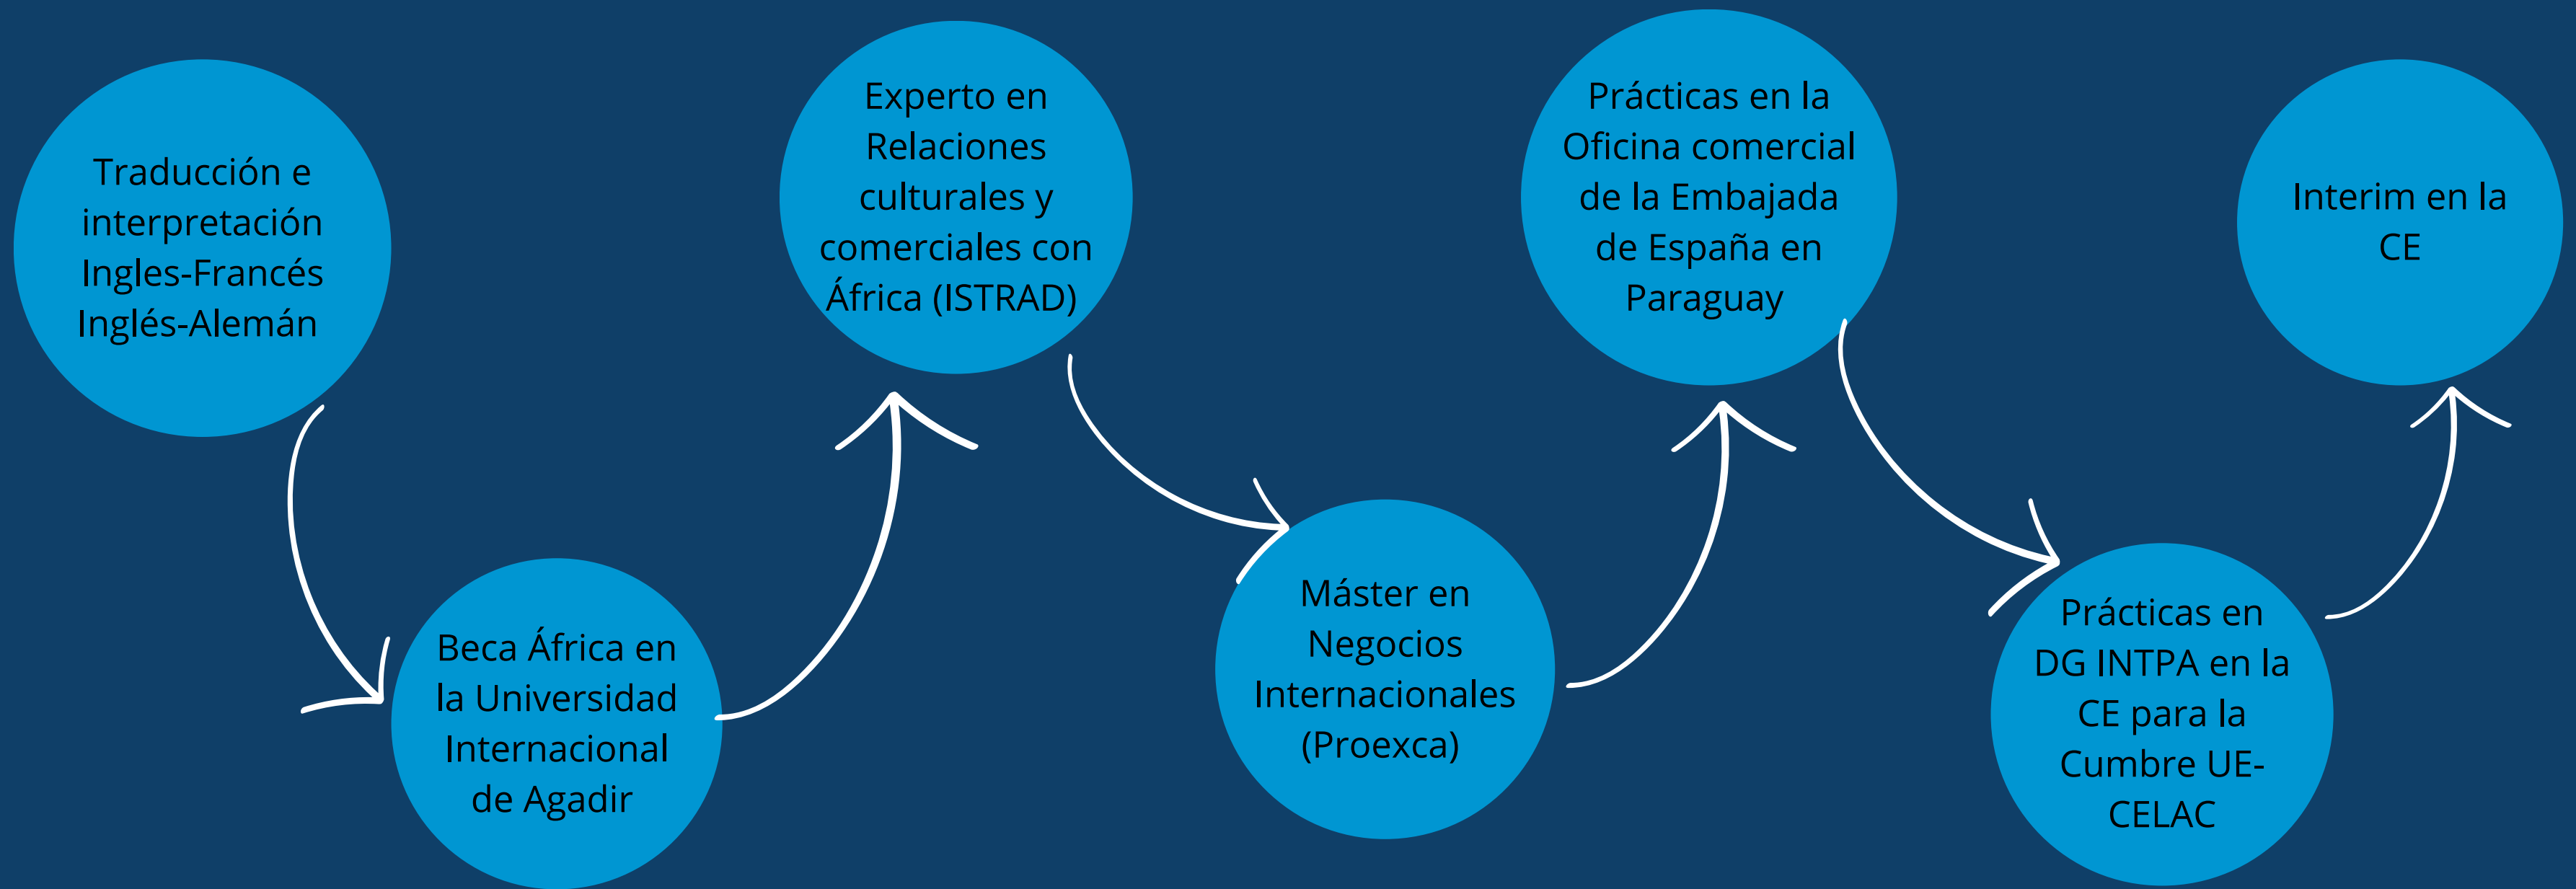 Traducción e
interpretación
Ingles-Francés
Inglés-Alemán
Beca África en
la Universidad
Internacional
de Agadir
Experto en
Relaciones
culturales y
comerciales con
África (ISTRAD)
Máster en
Negocios
Internacionales
(Proexca)
Prácticas en la
Oficina comercial
de la Embajada
de España en
Paraguay
Prácticas en
DG INTPA en la
CE para la
Cumbre UE-
CELAC
Interim en la
CE